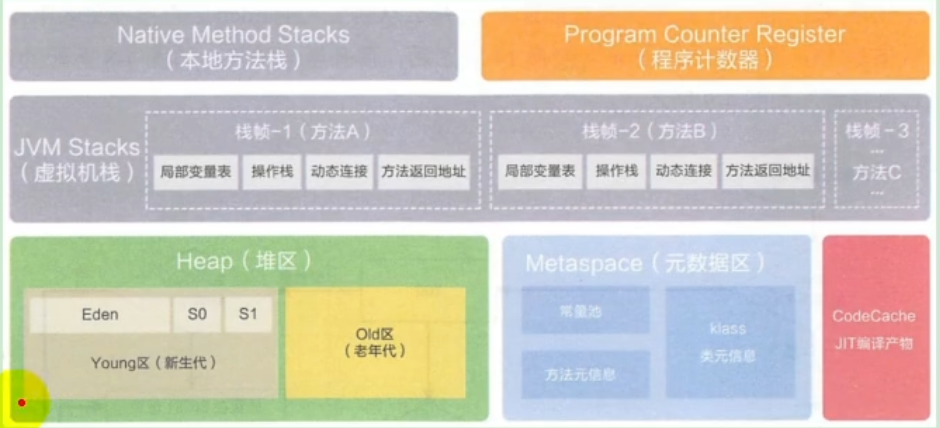 Native Method Stacks
（本地方法栈）
Program Counter Register
（程序计数器）
JVM Stacks
（虚拟机栈）
栈帧-1（方法A）
局部变量表
操作栈
动态连接
方法返回地址
栈帧-2（方法B）
局部变量表
操作栈
动态连接
方法返回地址
栈帧-3
...
方法C
...
Heap（堆区）
Eden
S0
S1
Young区（新生代）
Old区
（老年代）
Metaspace（元数据区）
常量池
方法元信息
klass
类元信息
CodeCache
JIT编译产物